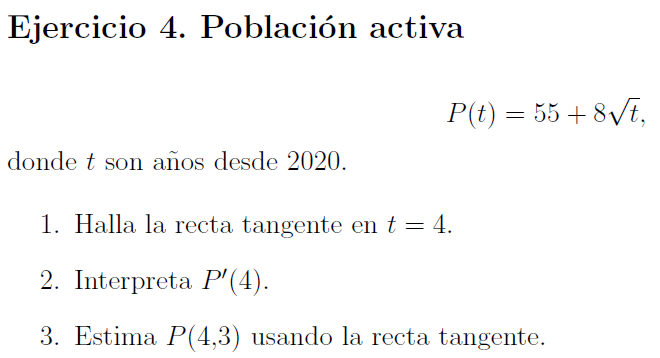 Ejercicio 4. Población activa
P(t) = 55 + 8√t,
donde t son años desde 2020.
1. Halla la recta tangente en t = 4.
2. Interpreta P′(4).
3. Estima P(4,3) usando la recta tangente.